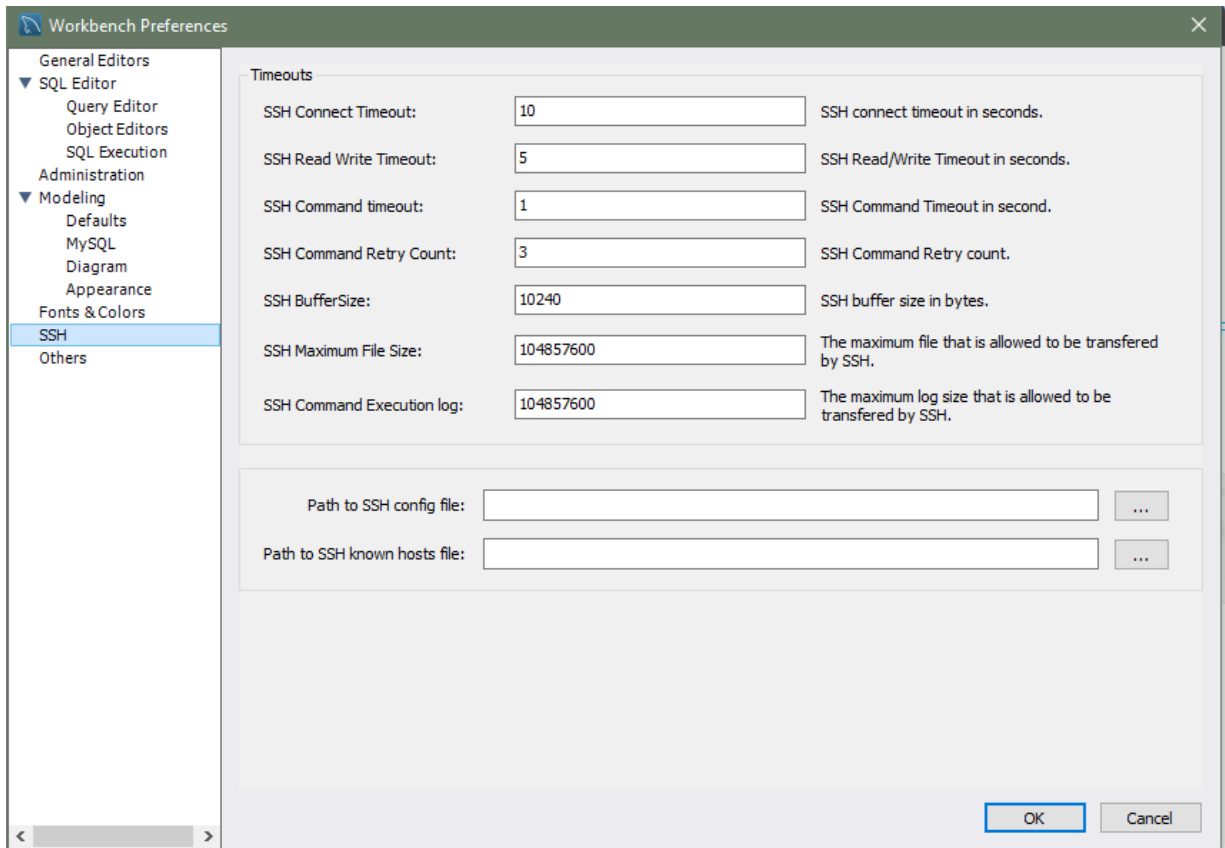 Workbench Preferences
General Editors
SQL Editor
Query Editor
Object Editors
SQL Execution
Administration
Modeling
Defaults
MySQL
Diagram
Appearance
Fonts & Colors
SSH
Others
Timeouts
SSH Connect Timeout: 10 SSH connect timeout in seconds.
SSH Read Write Timeout: 5 SSH Read/Write Timeout in seconds.
SSH Command timeout: 1 SSH Command Timeout in second.
SSH Command Retry Count: 3 SSH Command Retry count.
SSH BufferSize: 10240 SSH buffer size in bytes.
SSH Maximum File Size: 104857600 The maximum file that is allowed to be transfered
by SSH.
SSH Command Execution log: 104857600 The maximum log size that is allowed to be
transfered by SSH.
Path to SSH config file: ...
Path to SSH known hosts file: ...
OK Cancel